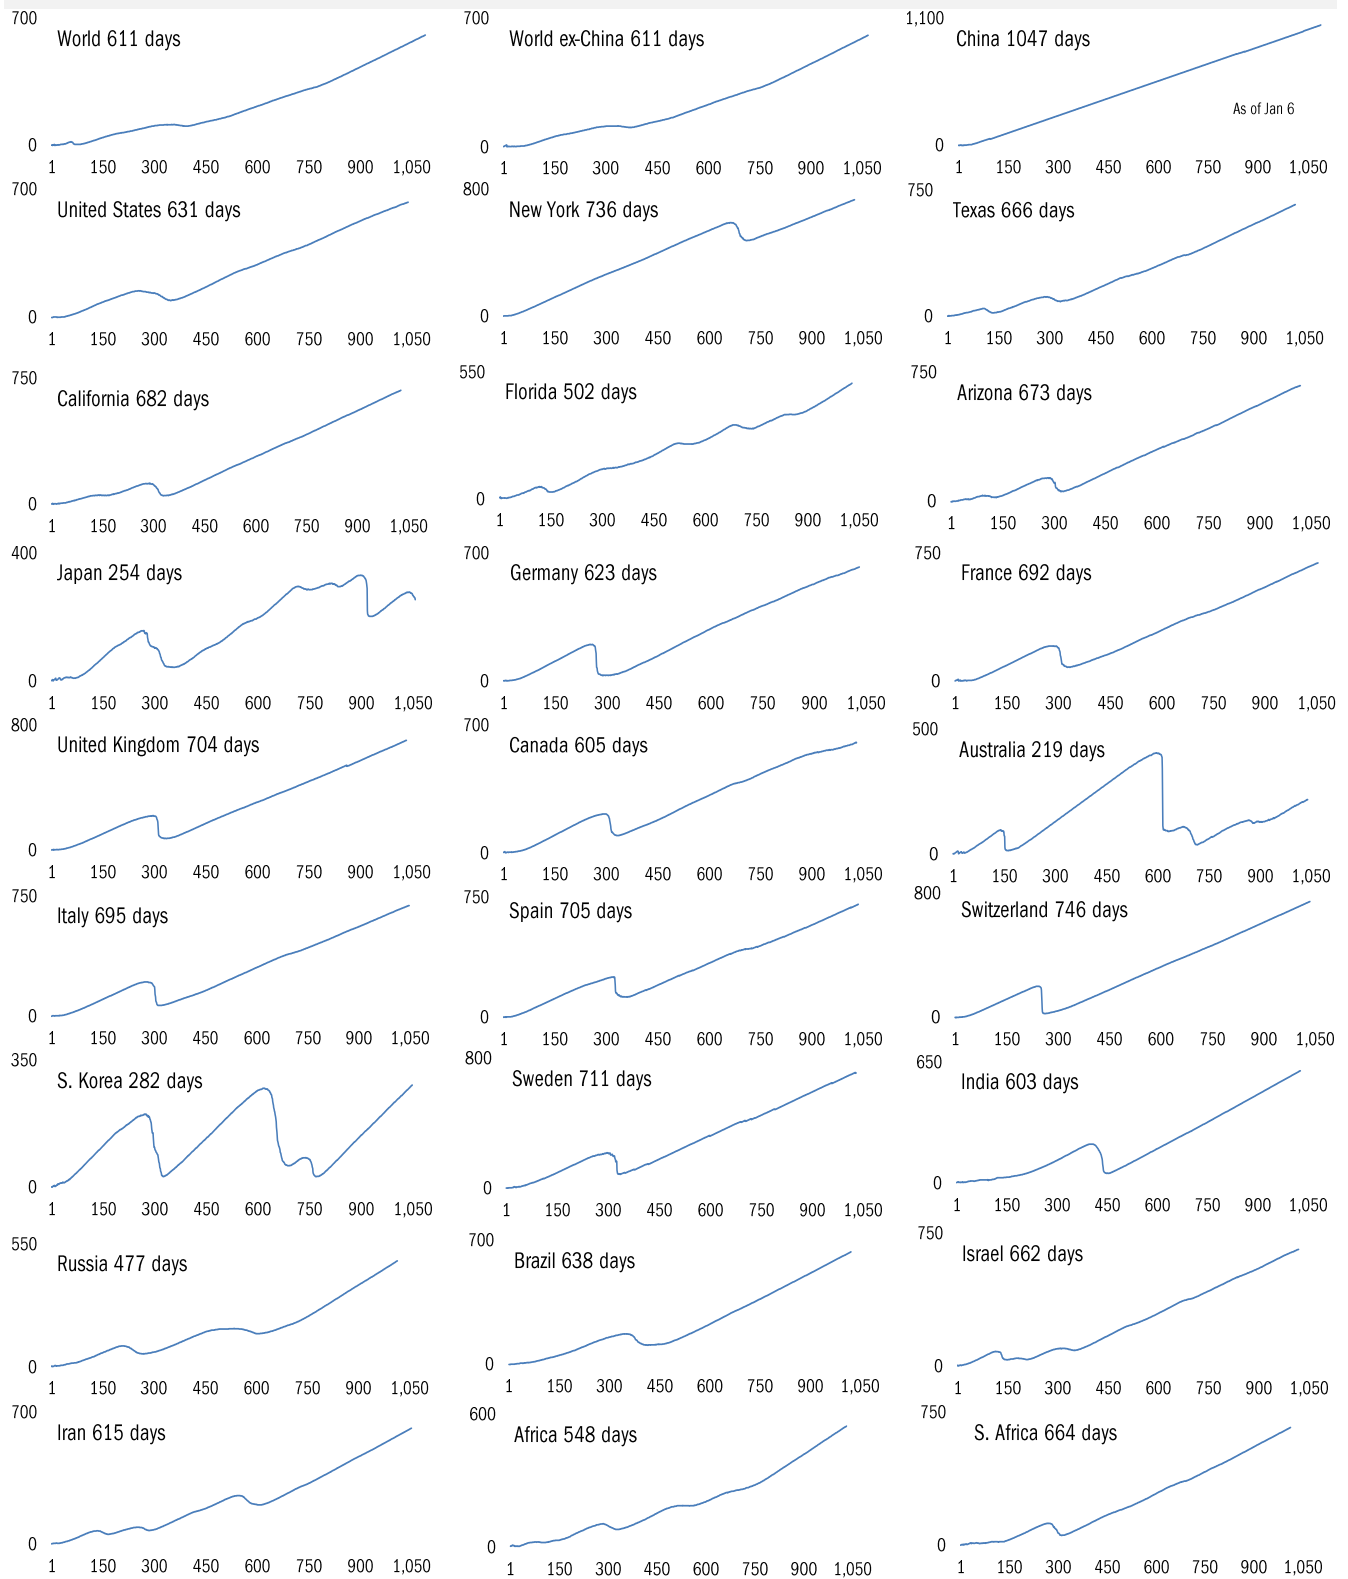 700
World 611 days
0
1 150 300 450 600 750 900 1,050
700
World ex-China 611 days
0
1 150 300 450 600 750 900 1,050
1,100
China 1047 days
As of Jan 6
0
1 150 300 450 600 750 900 1,050
700
United States 631 days
0
1 150 300 450 600 750 900 1,050
800
New York 736 days
0
1 150 300 450 600 750 900 1,050
750
Texas 666 days
0
1 150 300 450 600 750 900 1,050
750
California 682 days
0
1 150 300 450 600 750 900 1,050
550
Florida 502 days
0
1 150 300 450 600 750 900 1,050
750
Arizona 673 days
0
1 150 300 450 600 750 900 1,050
400
Japan 254 days
0
1 150 300 450 600 750 900 1,050
700
Germany 623 days
0
1 150 300 450 600 750 900 1,050
750
France 692 days
0
1 150 300 450 600 750 900 1,050
800
United Kingdom 704 days
0
1 150 300 450 600 750 900 1,050
700
Canada 605 days
0
1 150 300 450 600 750 900 1,050
500
Australia 219 days
0
1 150 300 450 600 750 900 1,050
750
Italy 695 days
0
1 150 300 450 600 750 900 1,050
750
Spain 705 days
0
1 150 300 450 600 750 900 1,050
800
Switzerland 746 days
0
1 150 300 450 600 750 900 1,050
350
S. Korea 282 days
0
1 150 300 450 600 750 900 1,050
800
Sweden 711 days
0
1 150 300 450 600 750 900 1,050
650
India 603 days
0
1 150 300 450 600 750 900 1,050
550
Russia 477 days
0
1 150 300 450 600 750 900 1,050
700
Brazil 638 days
0
1 150 300 450 600 750 900 1,050
750
Israel 662 days
0
1 150 300 450 600 750 900 1,050
700
Iran 615 days
0
1 150 300 450 600 750 900 1,050
600
Africa 548 days
0
1 150 300 450 600 750 900 1,050
750
S. Africa 664 days
0
1 150 300 450 600 750 900 1,050